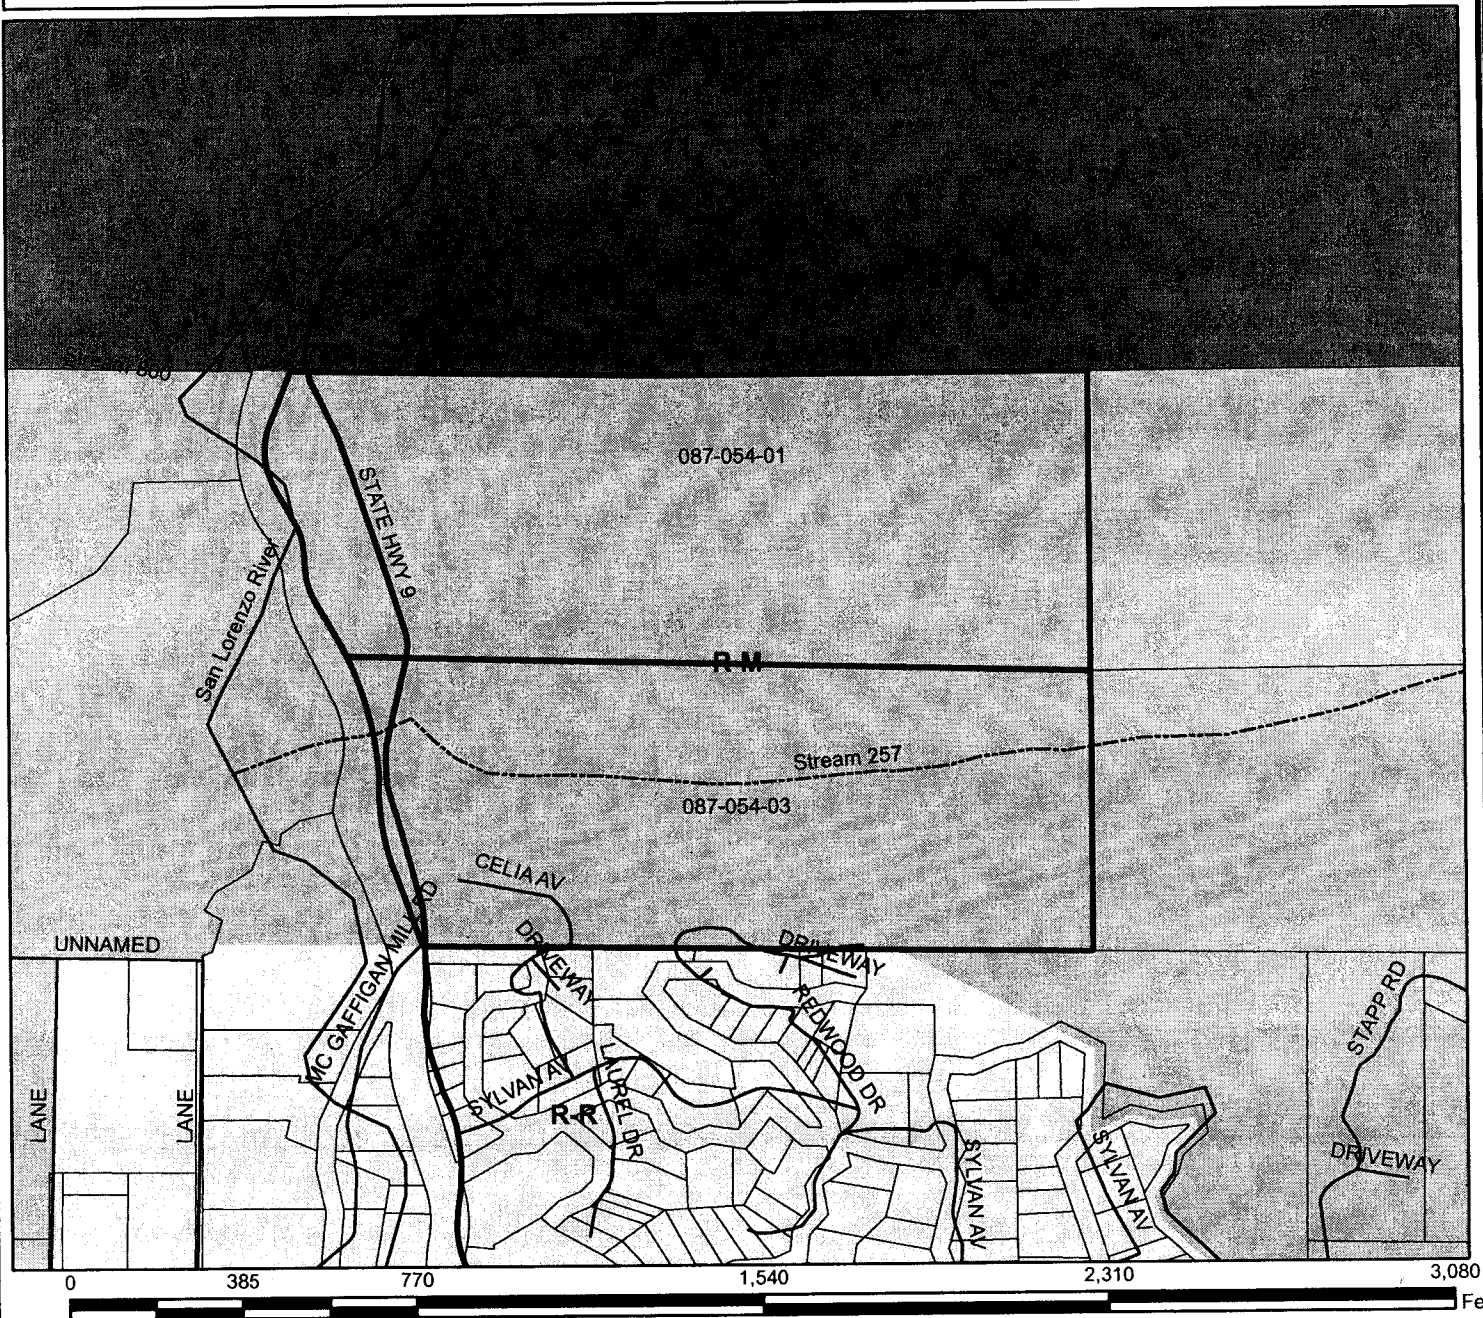 087-054-01
STATE HWY 9
San Lorenzo River
R-M
Stream 257
087-054-03
CELIA AV
MC GAFFIGAN MILL RD
UNNAMED
DRIVEWAY
DRIVEWAY
REDWOOD DR
STAPP RD
LANE
LANE
SYLVAN AV
LAUREL DR
R-R
SYLVAN AV
SYLVAN AV
DRIVEWAY
0 385 770 1,540 2,310 3,080
Fe